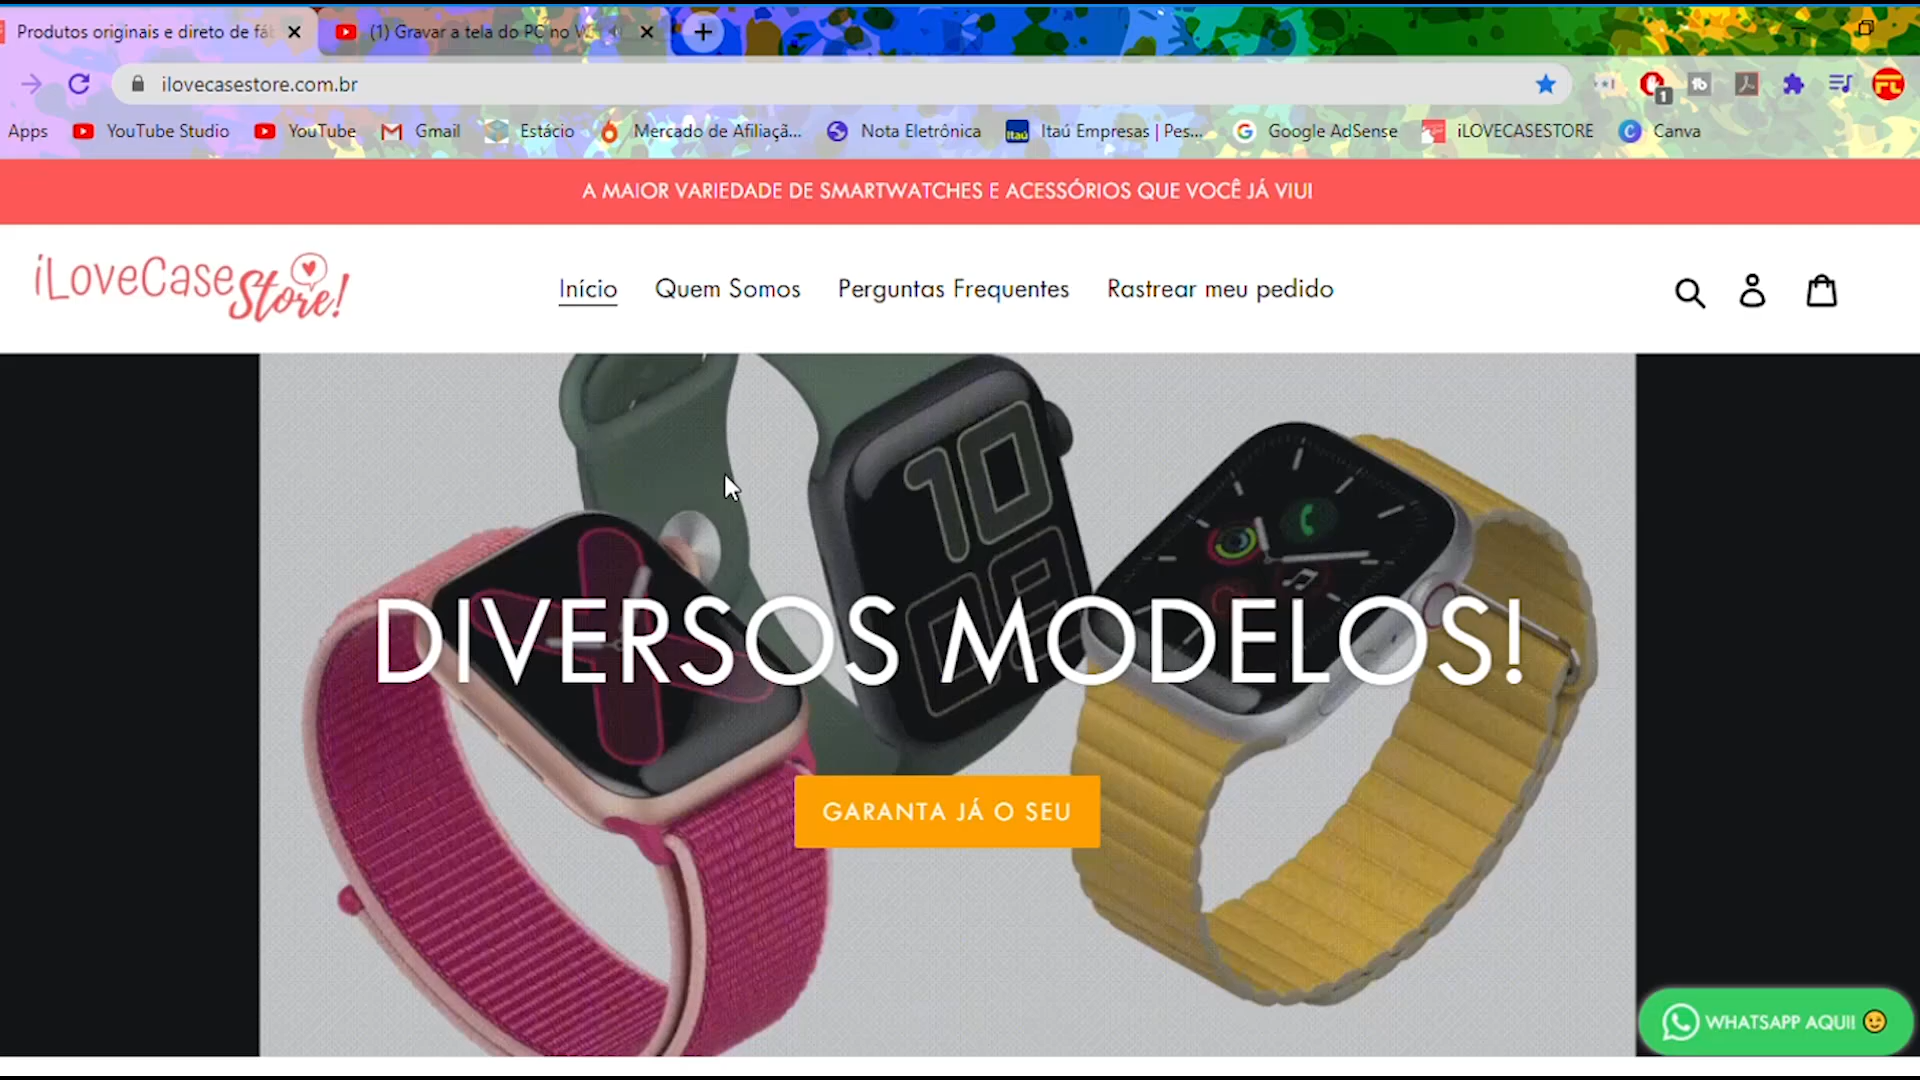 Produtos originais e direto de fáb
(1) Gravar a tela do PC no V
ilovecasestore.com.br
1
Apps
YouTube Studio
YouTube
Gmail
Estácio
Mercado de Afiliaçã...
Nota Eletrônica
Itaú Empresas | Pes...
Google AdSense
iLOVECASESTORE
Canva
A MAIOR VARIEDADE DE SMARTWATCHES E ACESSÓRIOS QUE VOCÊ JÁ VIU!
iLoveCase Store!
Início
Quem Somos
Perguntas Frequentes
Rastrear meu pedido
10
09
DIVERSOS MODELOS!
GARANTA JÁ O SEU
WHATSAPP AQUI!